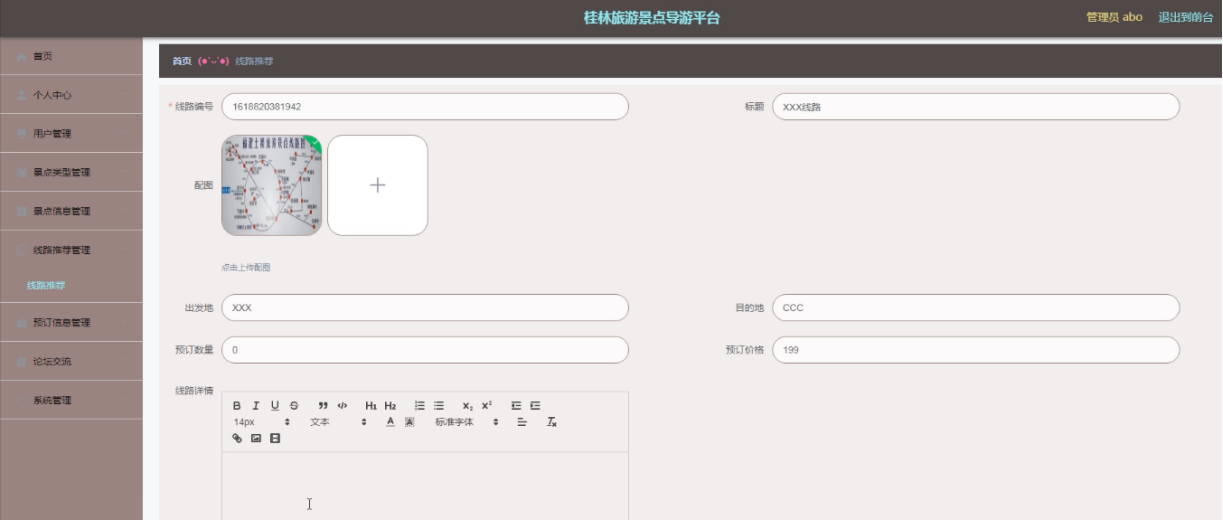 桂林旅游景点导游平台
管理员 abo 退出到前台
首页
个人中心
用户管理
景点类型管理
景点信息管理
线路推荐管理
线路推荐
预订信息管理
论坛交流
系统管理
首页 (●'◡'●) 线路推荐
* 线路编号 1618820381942
标题 XXX线路
配图
点击上传配图
出发地 XXX
目的地 CCC
预订数量 0
预订价格 199
线路详情
B I U S H1 H2 X2 X2
14px 文本 A A 标准字体 Tx